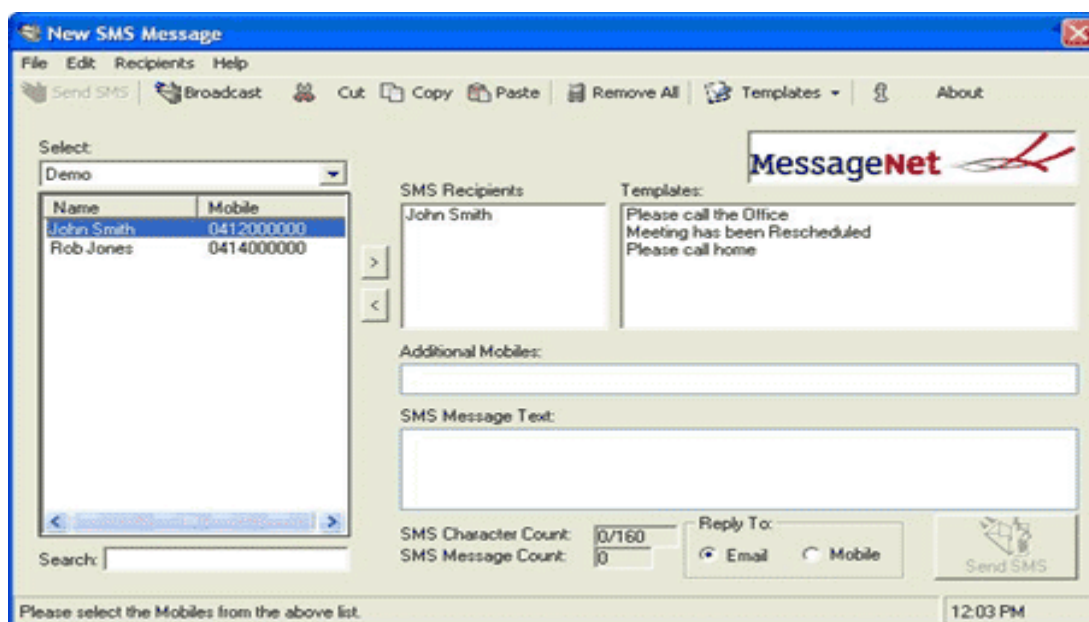 New SMS Message
File Edit Recipients Help
Send SMS Broadcast Cut Copy Paste Remove All Templates About
MessageNet
Select:
Demo
Name Mobile
John Smith 0412000000
Rob Jones 0414000000
Search:
>
<
SMS Recipients
John Smith
Templates:
Please call the Office
Meeting has been Rescheduled
Please call home
Additional Mobiles:
SMS Message Text:
SMS Character Count: 0/160
SMS Message Count: 0
Reply To:
Email Mobile
Send SMS
Please select the Mobiles from the above list.
12:03 PM